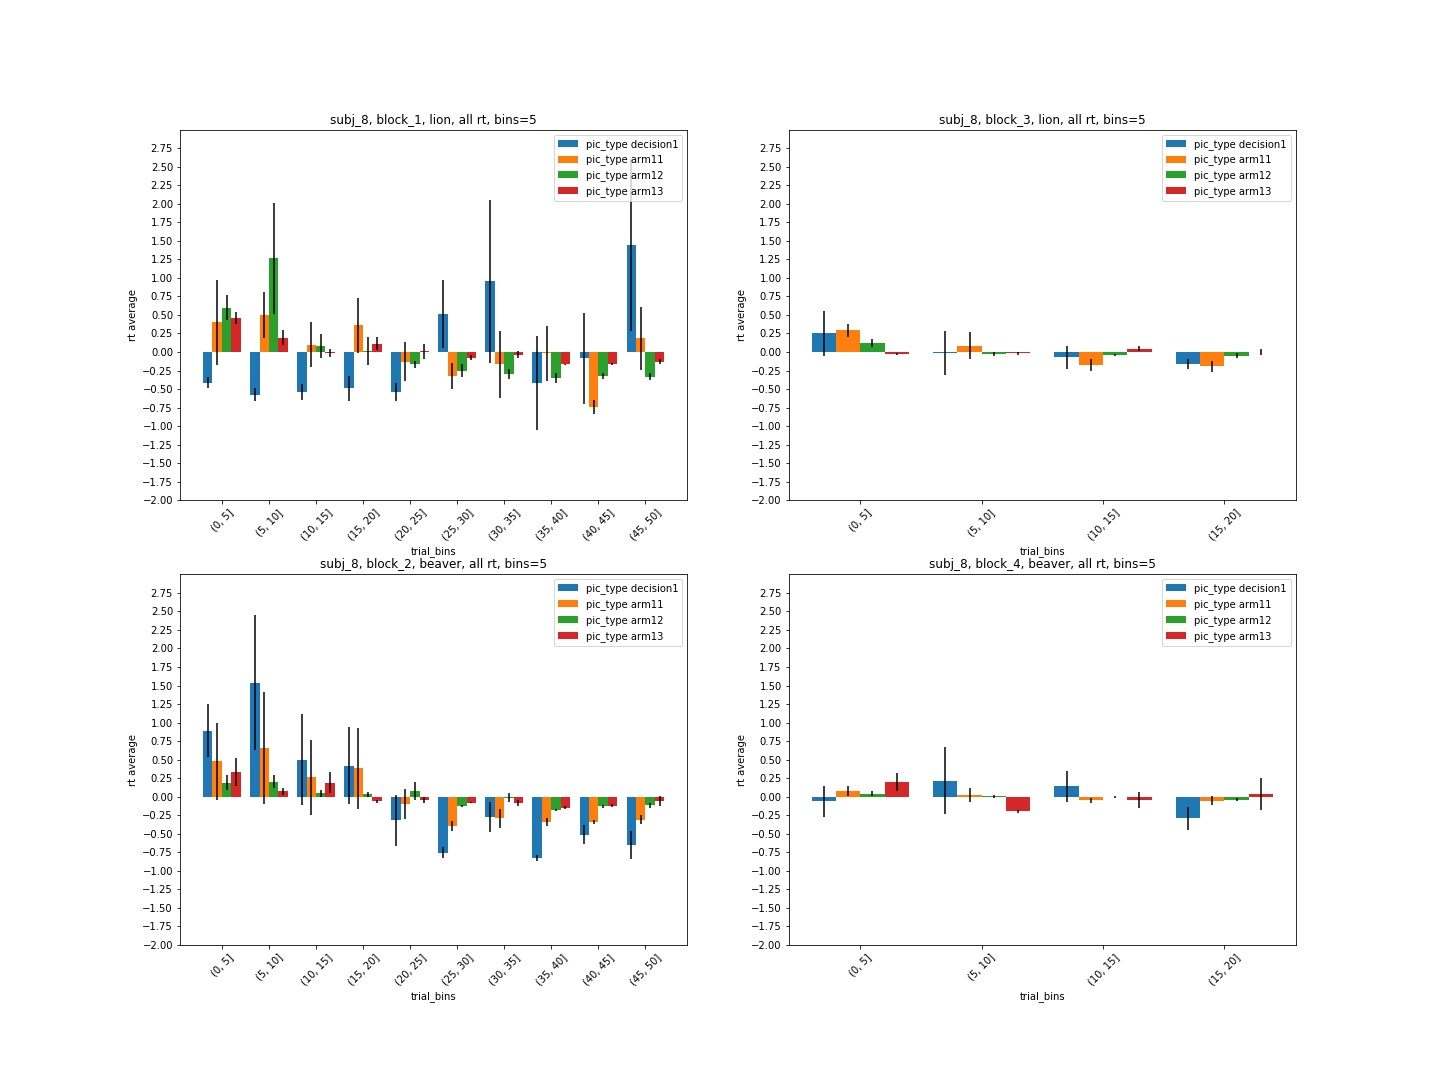 subj_8, block_1, lion, all rt, bins=5
pic_type decision1
pic_type arm11
pic_type arm12
pic_type arm13
2.75
2.50
2.25
2.00
1.75
1.50
1.25
1.00
0.75
0.50
0.25
0.00
−0.25
−0.50
−0.75
−1.00
−1.25
−1.50
−1.75
−2.00
rt average
(0, 5] (5, 10] (10, 15] (15, 20] (20, 25] (25, 30] (30, 35] (35, 40] (40, 45] (45, 50]
trial_bins
subj_8, block_3, lion, all rt, bins=5
pic_type decision1
pic_type arm11
pic_type arm12
pic_type arm13
2.75
2.50
2.25
2.00
1.75
1.50
1.25
1.00
0.75
0.50
0.25
0.00
−0.25
−0.50
−0.75
−1.00
−1.25
−1.50
−1.75
−2.00
rt average
(0, 5] (5, 10] (10, 15] (15, 20]
trial_bins
subj_8, block_2, beaver, all rt, bins=5
pic_type decision1
pic_type arm11
pic_type arm12
pic_type arm13
2.75
2.50
2.25
2.00
1.75
1.50
1.25
1.00
0.75
0.50
0.25
0.00
−0.25
−0.50
−0.75
−1.00
−1.25
−1.50
−1.75
−2.00
rt average
(0, 5] (5, 10] (10, 15] (15, 20] (20, 25] (25, 30] (30, 35] (35, 40] (40, 45] (45, 50]
trial_bins
subj_8, block_4, beaver, all rt, bins=5
pic_type decision1
pic_type arm11
pic_type arm12
pic_type arm13
2.75
2.50
2.25
2.00
1.75
1.50
1.25
1.00
0.75
0.50
0.25
0.00
−0.25
−0.50
−0.75
−1.00
−1.25
−1.50
−1.75
−2.00
rt average
(0, 5] (5, 10] (10, 15] (15, 20]
trial_bins